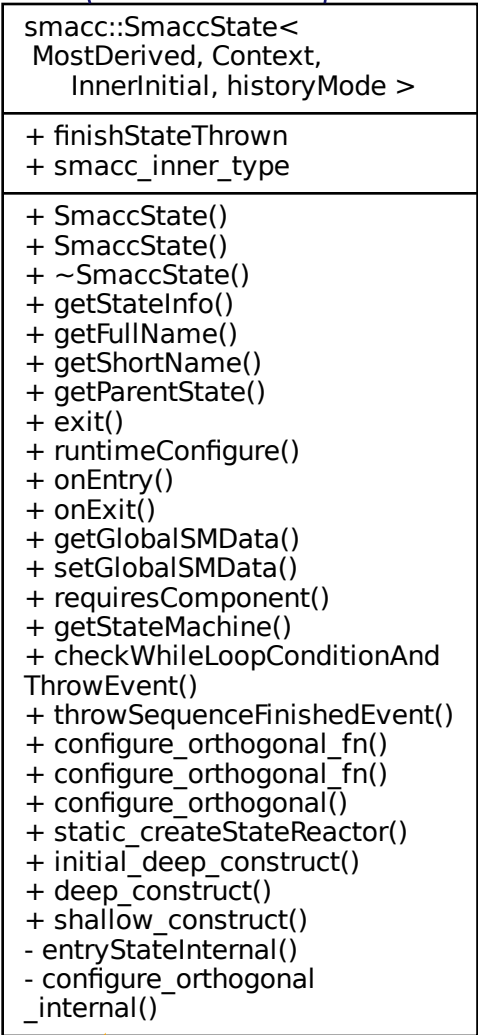 smacc::SmaccState<
MostDerived, Context,
InnerInitial, historyMode >
+ finishStateThrown
+ smacc_inner_type
+ SmaccState()
+ SmaccState()
+ ~SmaccState()
+ getStateInfo()
+ getFullName()
+ getShortName()
+ getParentState()
+ exit()
+ runtimeConfigure()
+ onEntry()
+ onExit()
+ getGlobalSMData()
+ setGlobalSMData()
+ requiresComponent()
+ getStateMachine()
+ checkWhileLoopConditionAnd
ThrowEvent()
+ throwSequenceFinishedEvent()
+ configure_orthogonal_fn()
+ configure_orthogonal_fn()
+ configure_orthogonal()
+ static_createStateReactor()
+ initial_deep_construct()
+ deep_construct()
+ shallow_construct()
- entryStateInternal()
- configure_orthogonal
_internal()